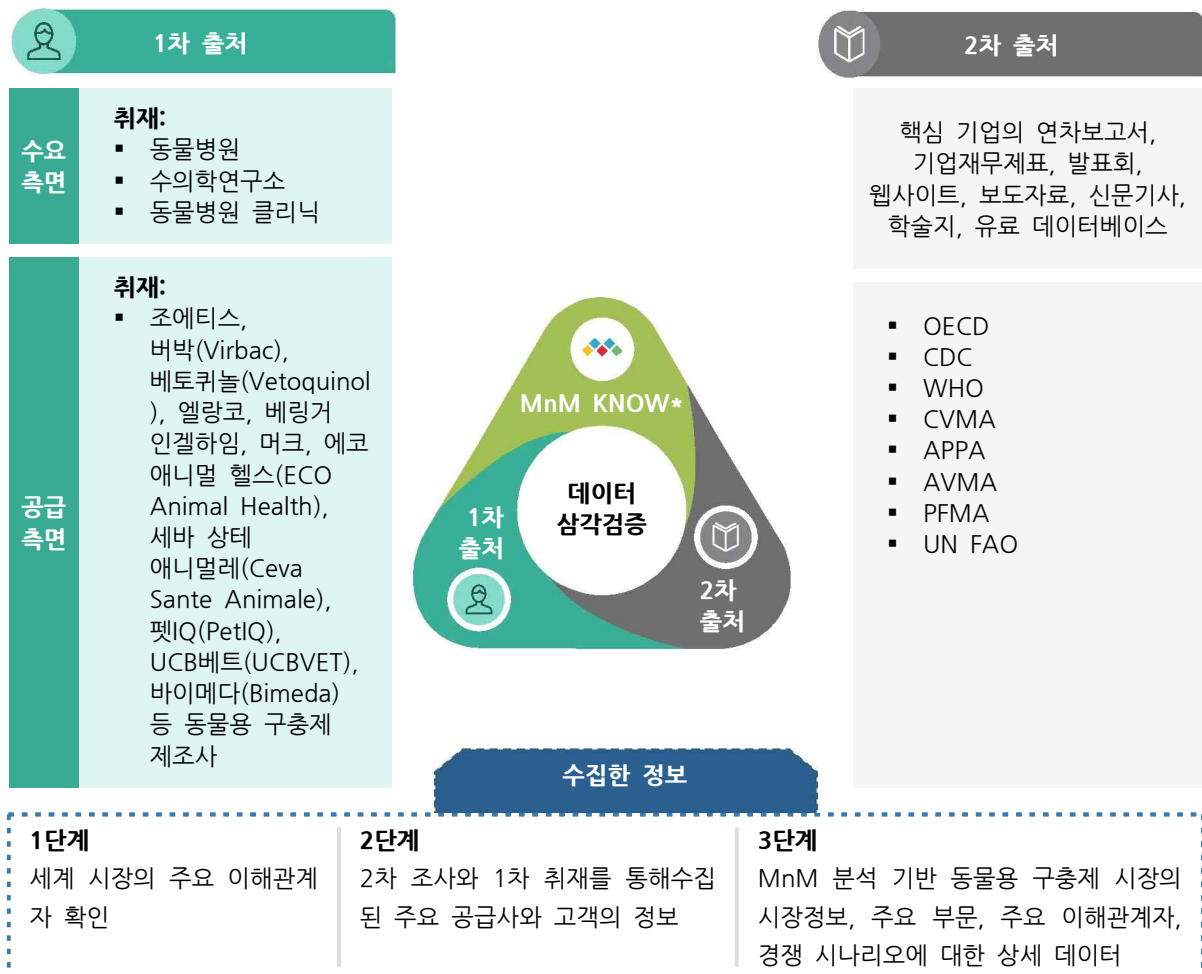 1차 출처
수요
측면
취재:
▪ 동물병원
▪ 수의학연구소
▪ 동물병원 클리닉
공급
측면
취재:
▪ 조에티스,
버박(Virbac),
베토퀴놀(Vetoquinol
), 엘랑코, 베링거
인겔하임, 머크, 에코
애니멀 헬스(ECO
Animal Health),
세바 상테
애니멀레(Ceva
Sante Animale),
펫IQ(PetIQ),
UCB베트(UCBVET),
바이메다(Bimeda)
등 동물용 구충제
제조사
MnM KNOW*
데이터
삼각검증
1차
출처
2차
출처
2차 출처
핵심 기업의 연차보고서,
기업재무제표, 발표회,
웹사이트, 보도자료, 신문기사,
학술지, 유료 데이터베이스
▪ OECD
▪ CDC
▪ WHO
▪ CVMA
▪ APPA
▪ AVMA
▪ PFMA
▪ UN FAO
수집한 정보
1단계
세계 시장의 주요 이해관계
자 확인
2단계
2차 조사와 1차 취재를 통해수집
된 주요 공급사와 고객의 정보
3단계
MnM 분석 기반 동물용 구충제 시장의
시장정보, 주요 부문, 주요 이해관계자,
경쟁 시나리오에 대한 상세 데이터